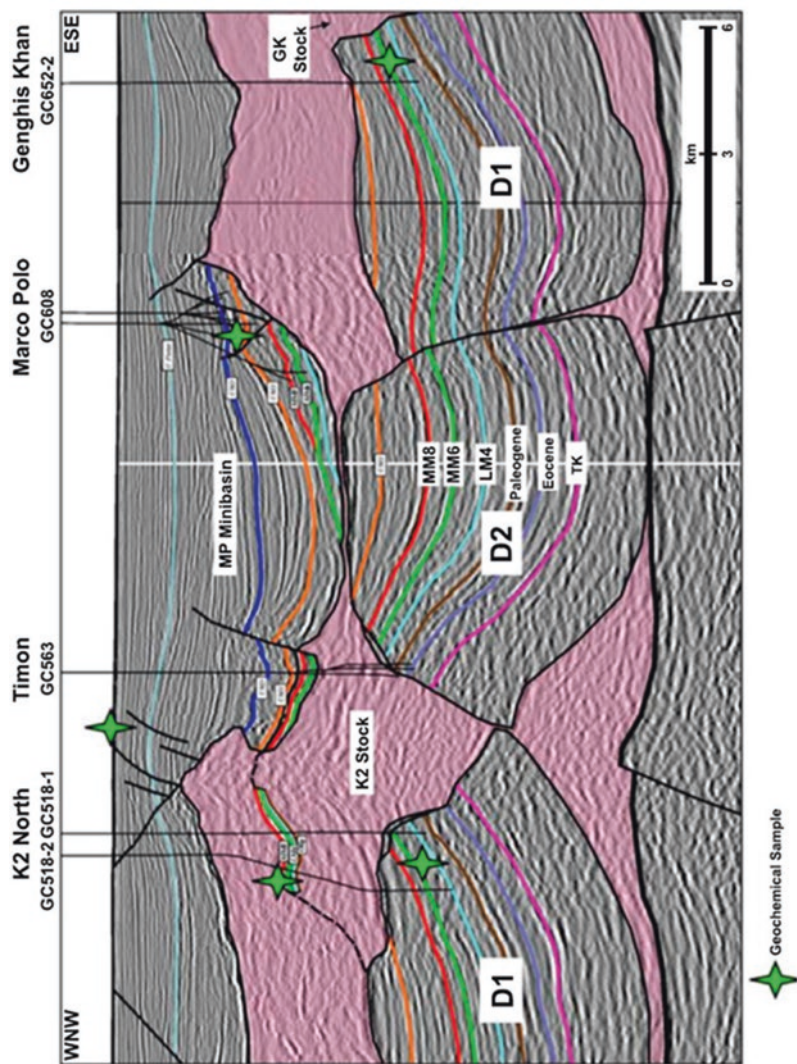 WNW
ESE
K2 North
Timon
Marco Polo
Genghis Khan
GC518-2
GC518-1
GC563
GC608
GC652-2
GK
Stock
MP Minibasin
K2 Stock
MM8
MM6
LM4
Paleogene
Eocene
TK
D1
D2
D1
km
0
3
6
Geochemical Sample